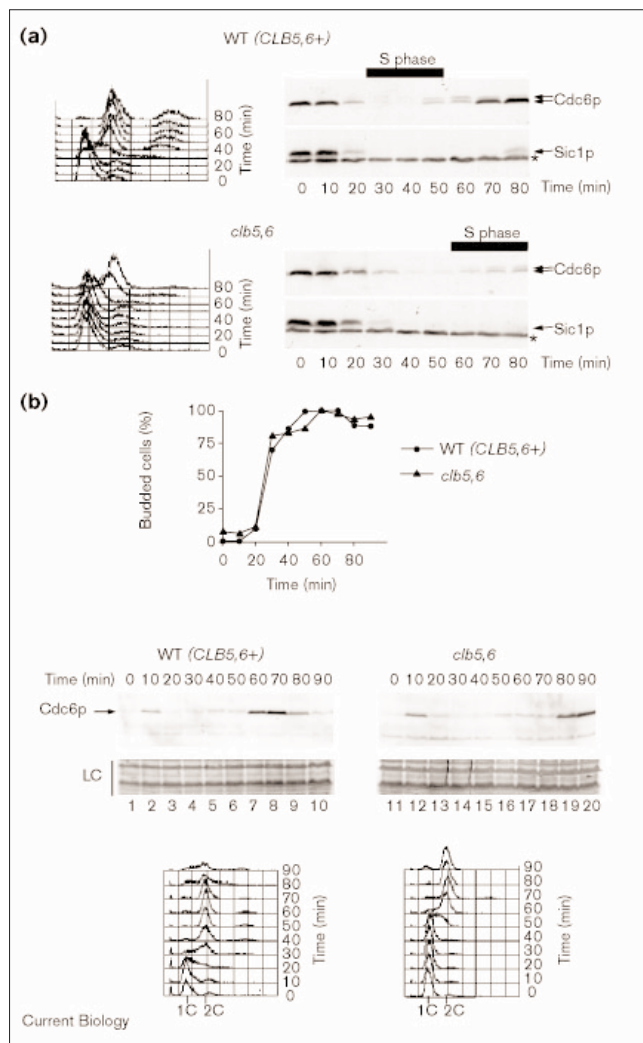 (a)
WT (CLB5,6+)
S phase
80
60
40
20
0
Time (min)
Cdc6p
Sic1p
*
0 10 20 30 40 50 60 70 80 Time (min)
clb5,6
S phase
80
60
40
20
0
Time (min)
Cdc6p
Sic1p
*
0 10 20 30 40 50 60 70 80 Time (min)
(b)
100
75
50
25
0
Budded cells (%)
0 20 40 60 80
Time (min)
WT (CLB5,6+)
clb5,6
WT (CLB5,6+)
clb5,6
Time (min) 0 10 20 30 40 50 60 70 80 90
0 10 20 30 40 50 60 70 80 90
Cdc6p
LC
1 2 3 4 5 6 7 8 9 10
11 12 13 14 15 16 17 18 19 20
90
80
70
60
50
40
30
20
10
0
Time (min)
1C 2C
90
80
70
60
50
40
30
20
10
0
Time (min)
1C 2C
Current Biology